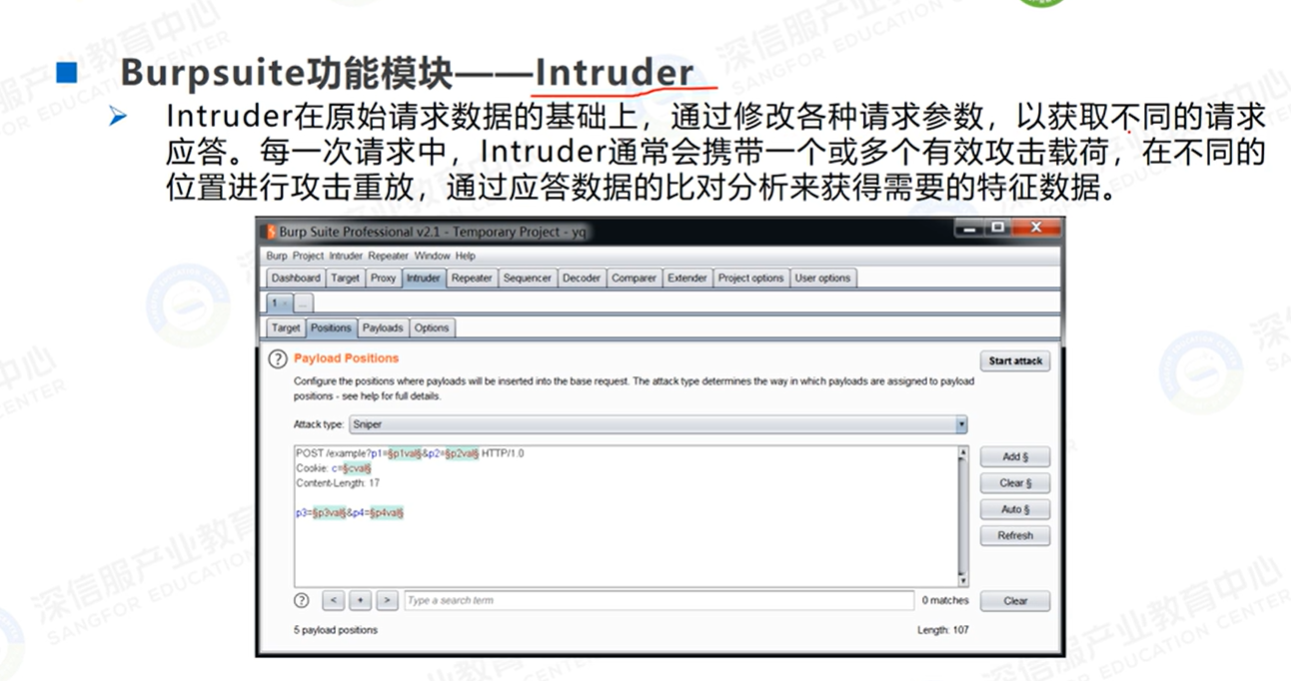 Burpsuite功能模块——Intruder
Intruder在原始请求数据的基础上，通过修改各种请求参数，以获取不同的请求
应答。每一次请求中，Intruder通常会携带一个或多个有效攻击载荷，在不同的
位置进行攻击重放，通过应答数据的比对分析来获得需要的特征数据。
Burp Suite Professional v2.1 - Temporary Project - yq
Burp Project Intruder Repeater Window Help
Dashboard Target Proxy Intruder Repeater Sequencer Decoder Comparer Extender Project options User options
1 ...
Target Positions Payloads Options
? Payload Positions
Start attack
Configure the positions where payloads will be inserted into the base request. The attack type determines the way in which payloads are assigned to payload
positions - see help for full details.
Attack type: Sniper
POST /example?p1=§p1val§&p2=§p2val§ HTTP/1.0
Cookie: c=§cval§
Content-Length: 17
p3=§p3val§&p4=§p4val§
Add §
Clear §
Auto §
Refresh
? < + > Type a search term 0 matches Clear
5 payload positions Length: 107
深信服产业教育中心
SANGFOR EDUCATION CENTER